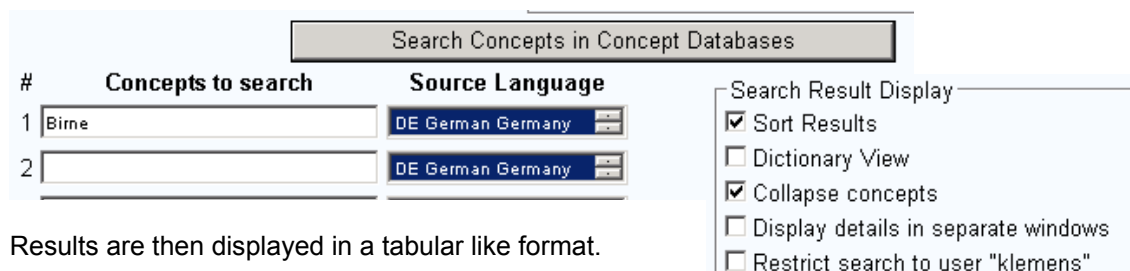 Search Concepts in Concept Databases
# Concepts to search Source Language
1 Birne DE German Germany
2 DE German Germany
Search Result Display
Sort Results
Dictionary View
Collapse concepts
Display details in separate windows
Restrict search to user "klemens"
Results are then displayed in a tabular like format.